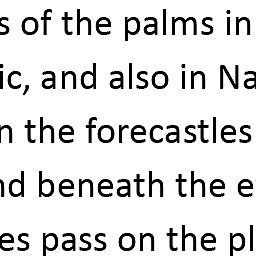 s of the palms in
ic, and also in Na
n the forecastles
nd beneath the e
es pass on the pl